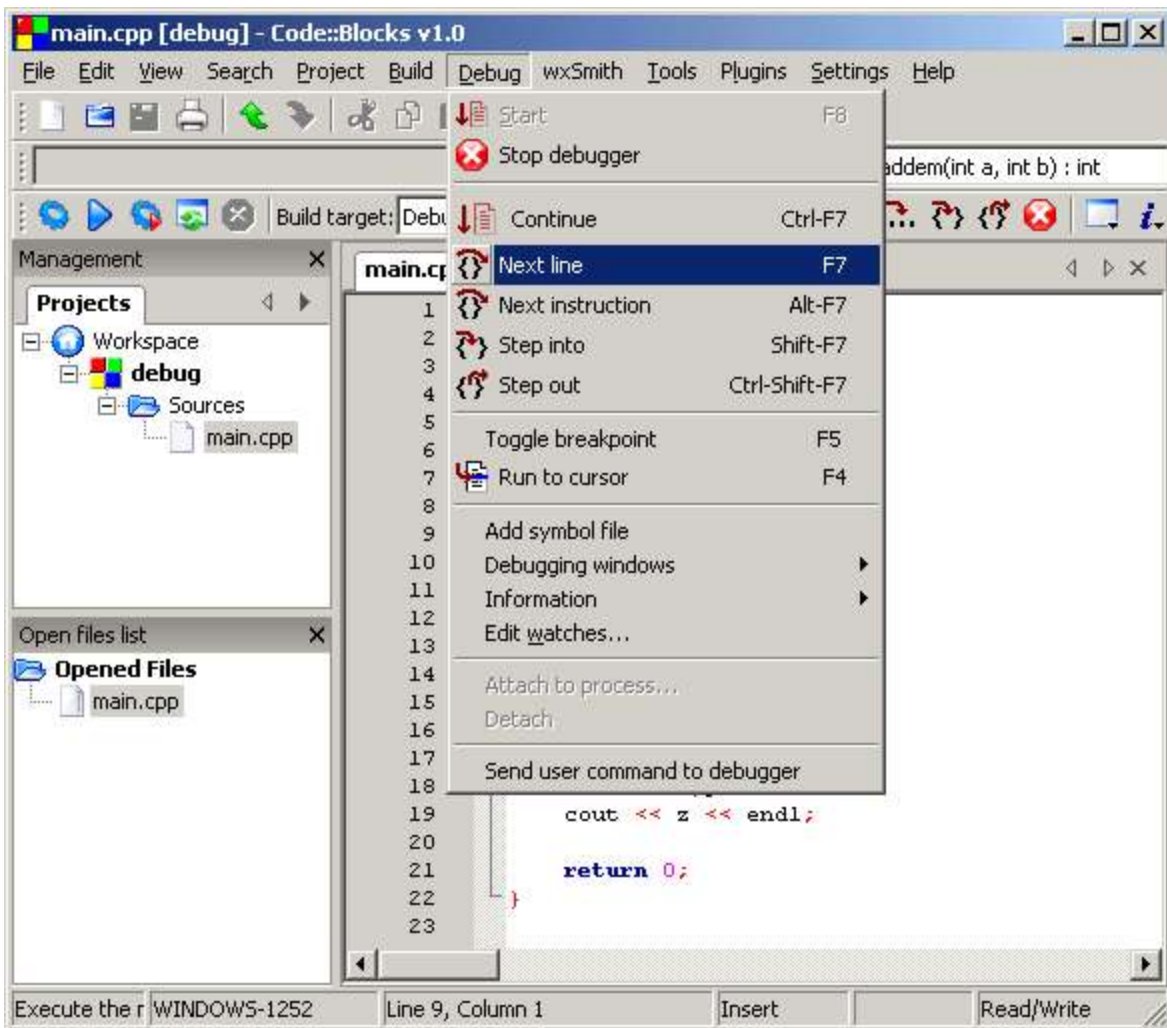 main.cpp [debug] - Code::Blocks v1.0
File Edit View Search Project Build Debug wxSmith Tools Plugins Settings Help
Start F8
Stop debugger
addem(int a, int b) : int
Build target:
Continue Ctrl-F7
Management
Next line F7
Projects
Next instruction Alt-F7
Workspace
Step into Shift-F7
debug
Step out Ctrl-Shift-F7
Sources
main.cpp
Toggle breakpoint F5
Run to cursor F4
Add symbol file
Debugging windows
Information
Edit watches...
Attach to process...
Detach
Send user command to debugger
Open files list
Opened Files
main.cpp
1
2
3
4
5
6
7
8
9
10
11
12
13
14
15
16
17
18
19 cout << z << endl;
20
21 return 0;
22 }
23
Execute the WINDOWS-1252 Line 9, Column 1 Insert Read/Write